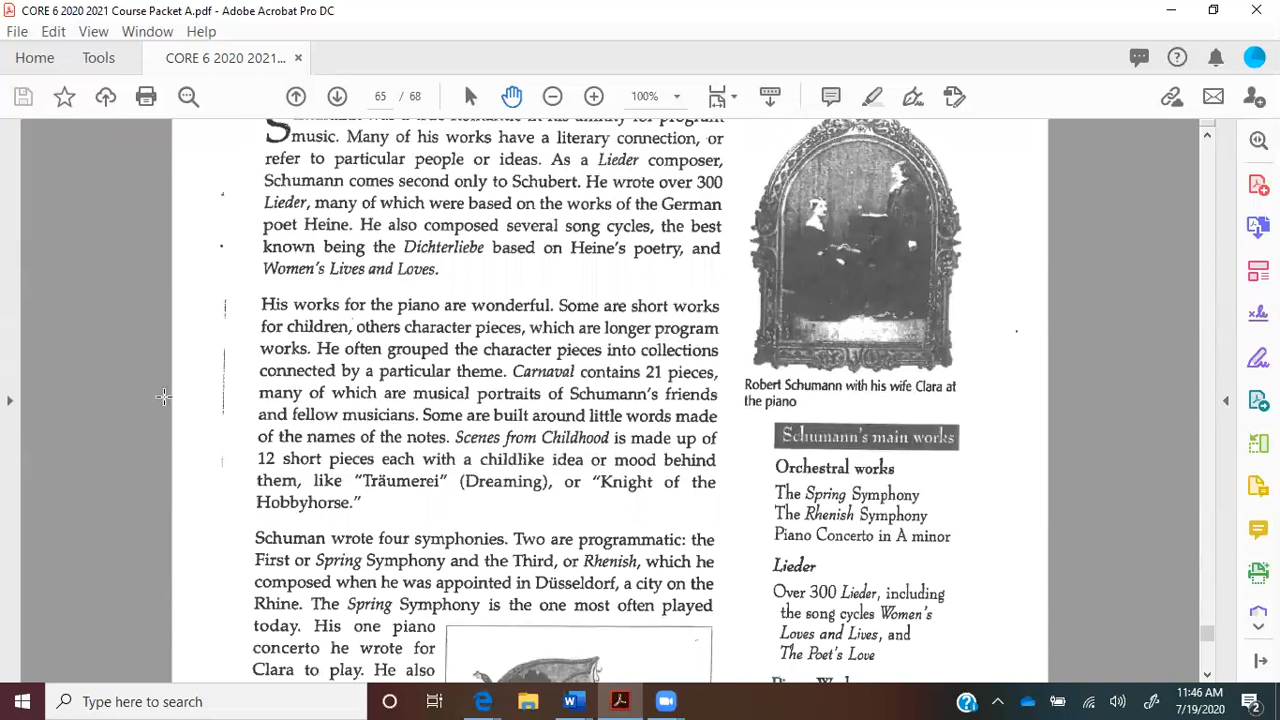 CORE 6 2020 2021 Course Packet A.pdf - Adobe Acrobat Pro DC
File Edit View Window Help
Home Tools CORE 6 2020 2021... ×
65 / 68 100%
music. Many of his works have a literary connection, or
refer to particular people or ideas. As a Lieder composer,
Schumann comes second only to Schubert. He wrote over 300
Lieder, many of which were based on the works of the German
poet Heine. He also composed several song cycles, the best
known being the Dichterliebe based on Heine's poetry, and
Women's Lives and Loves.
His works for the piano are wonderful. Some are short works
for children, others character pieces, which are longer program
works. He often grouped the character pieces into collections
connected by a particular theme. Carnaval contains 21 pieces,
many of which are musical portraits of Schumann's friends
and fellow musicians. Some are built around little words made
of the names of the notes. Scenes from Childhood is made up of
12 short pieces each with a childlike idea or mood behind
them, like "Träumerei" (Dreaming), or "Knight of the
Hobbyhorse."
Schuman wrote four symphonies. Two are programmatic: the
First or Spring Symphony and the Third, or Rhenish, which he
composed when he was appointed in Düsseldorf, a city on the
Rhine. The Spring Symphony is the one most often played
today. His one piano
concerto he wrote for
Clara to play. He also
Robert Schumann with his wife Clara at
the piano
Schumann's main works
Orchestral works
The Spring Symphony
The Rhenish Symphony
Piano Concerto in A minor
Lieder
Over 300 Lieder, including
the song cycles Women's
Loves and Lives, and
The Poet's Love
Type here to search
11:46 AM
7/19/2020
2